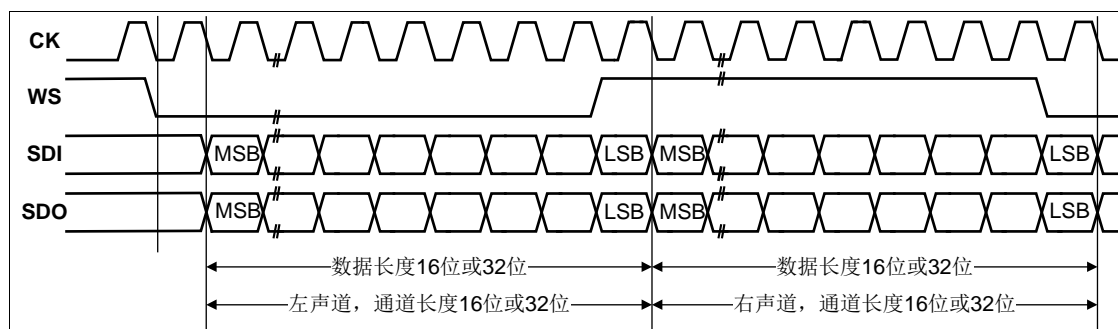 CK
WS
SDI MSB LSB MSB LSB
SDO MSB LSB MSB LSB
数据长度16位或32位 数据长度16位或32位
左声道，通道长度16位或32位 右声道，通道长度16位或32位